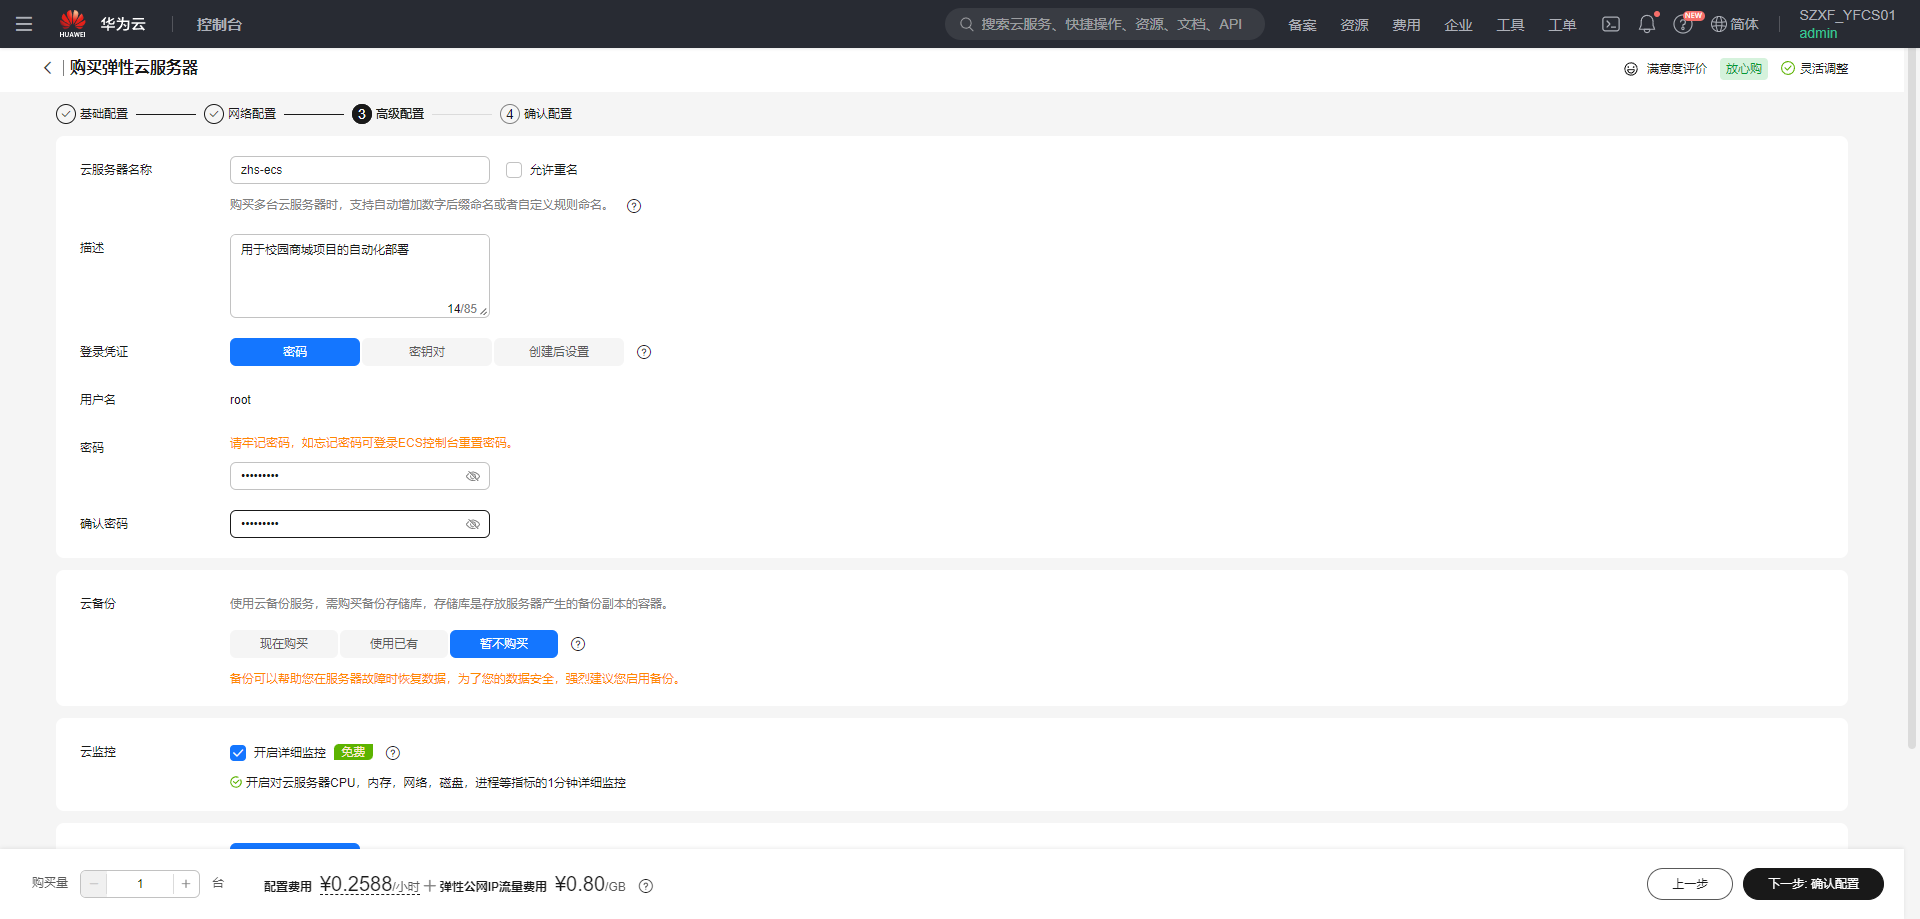 HUAWEI 华为云 控制台 搜索云服务、快捷操作、资源、文档、API 备案 资源 费用 企业 工具 工单 NEW 简体 SZXF_YFCS01
admin
购买弹性云服务器 满意度评价 放心购 灵活调整
基础配置 网络配置 3 高级配置 4 确认配置
云服务器名称 zhs-ecs 允许重名
购买多台云服务器时，支持自动增加数字后缀命名或者自定义规则命名。
描述 用于校园商城项目的自动化部署
14/85
登录凭证 密码 密钥对 创建后设置
用户名 root
密码 请牢记密码，如忘记密码可登录ECS控制台重置密码。
•••••••••
确认密码 •••••••••
云备份 使用云备份服务，需购买备份存储库，存储库是存放服务器产生的备份副本的容器。
现在购买 使用已有 暂不购买
备份可以帮助您在服务器故障时恢复数据，为了您的数据安全，强烈建议您启用备份。
云监控 开启详细监控 免费
开启对云服务器CPU，内存，网络，磁盘，进程等指标的1分钟详细监控
购买量 − 1 + 台 配置费用 ¥0.2588/小时 + 弹性公网IP流量费用 ¥0.80/GB 上一步 下一步: 确认配置